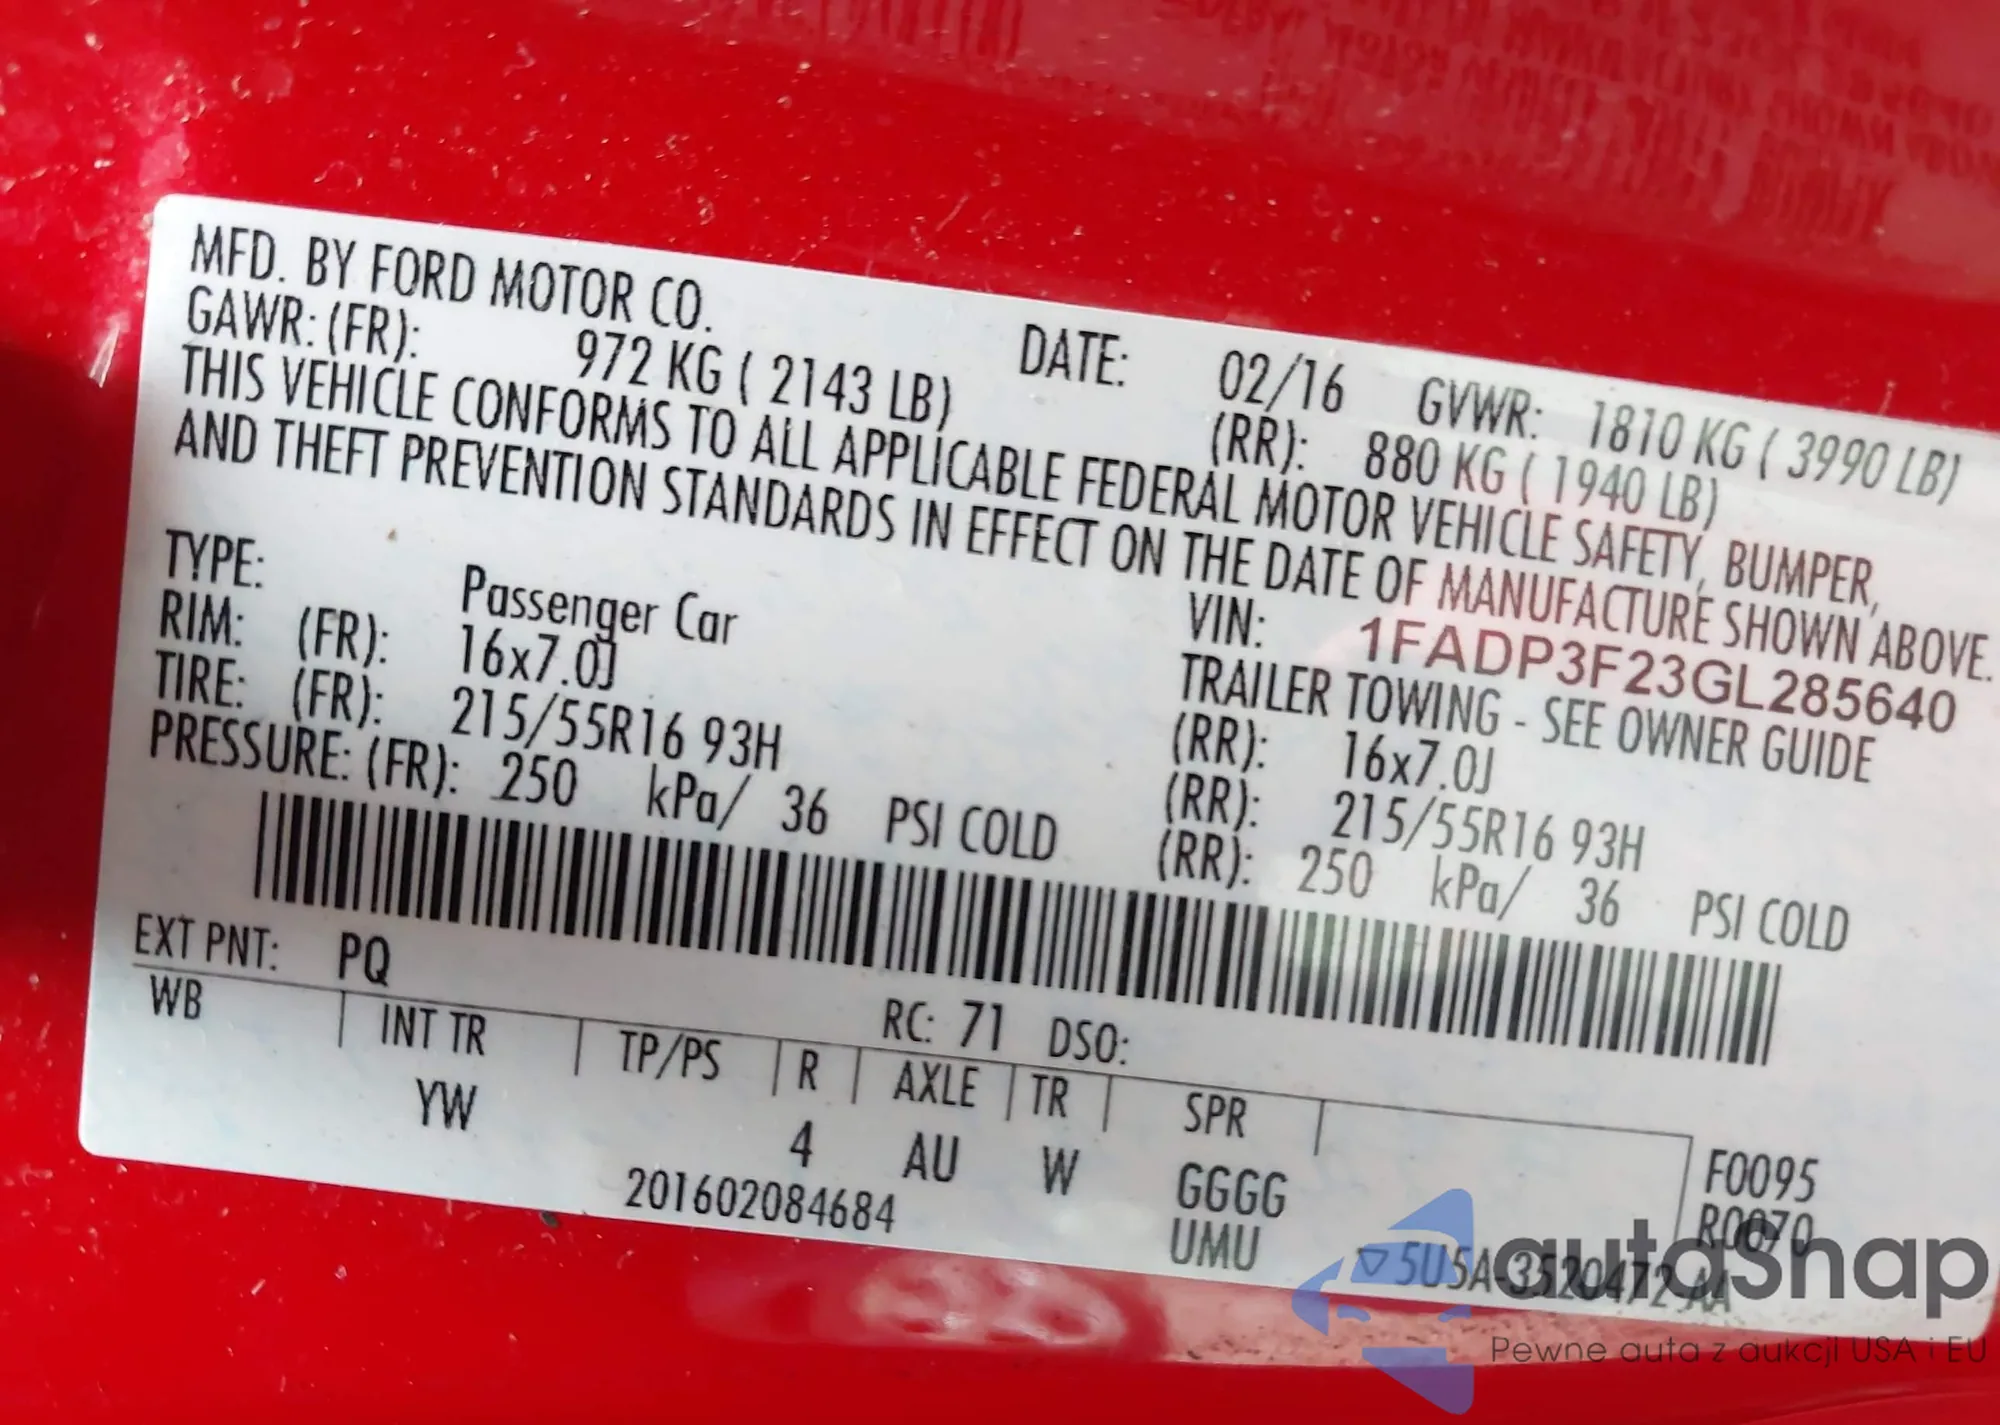 MFD. BY FORD MOTOR CO. DATE: 02/16 GVWR: 1810 KG ( 3990 LB)
GAWR: (FR): 972 KG ( 2143 LB) (RR): 880 KG ( 1940 LB)
THIS VEHICLE CONFORMS TO ALL APPLICABLE FEDERAL MOTOR VEHICLE SAFETY, BUMPER,
AND THEFT PREVENTION STANDARDS IN EFFECT ON THE DATE OF MANUFACTURE SHOWN ABOVE.
VIN: 1FADP3F23GL285640
TYPE: Passenger Car TRAILER TOWING - SEE OWNER GUIDE
RIM: (FR): 16x7.0J (RR): 16x7.0J
TIRE: (FR): 215/55R16 93H (RR): 215/55R16 93H
PRESSURE: (FR): 250 kPa/ 36 PSI COLD (RR): 250 kPa/ 36 PSI COLD
EXT PNT: PQ RC: 71 DSO:
WB INT TR TP/PS R AXLE TR SPR
YW 4 AU W GGGG F0095
201602084684 UMU R0070
▽ 5U5A-3520472-AA
autoSnap
Pewne auta z aukcji USA i EU